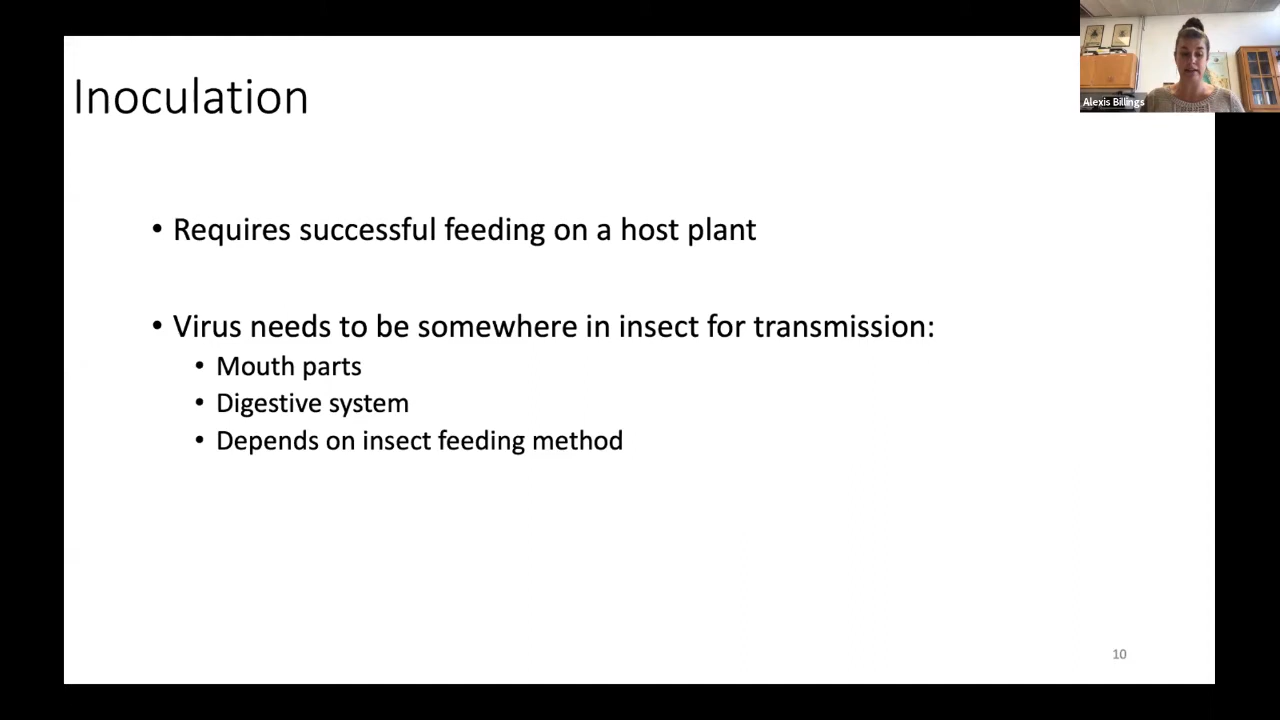 Inoculation
Alexis Billings
• Requires successful feeding on a host plant
• Virus needs to be somewhere in insect for transmission:
• Mouth parts
• Digestive system
• Depends on insect feeding method
10